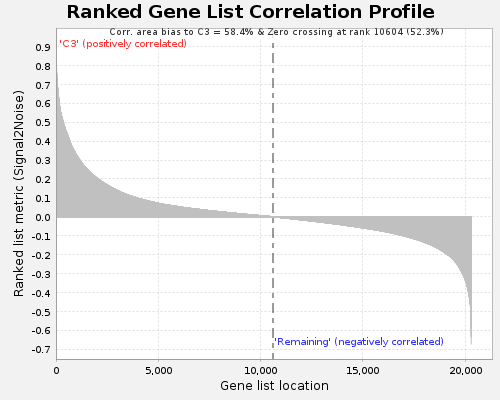 Ranked Gene List Correlation Profile
Corr. area bias to C3 = 58.4% & Zero crossing at rank 10604 (52.3%)
'C3' (positively correlated)
0.9
0.8
0.7
0.6
0.5
0.4
0.3
0.2
0.1
0.0
-0.1
-0.2
-0.3
-0.4
-0.5
-0.6
-0.7
Ranked list metric (Signal2Noise)
'Remaining' (negatively correlated)
0 5,000 10,000 15,000 20,000
Gene list location